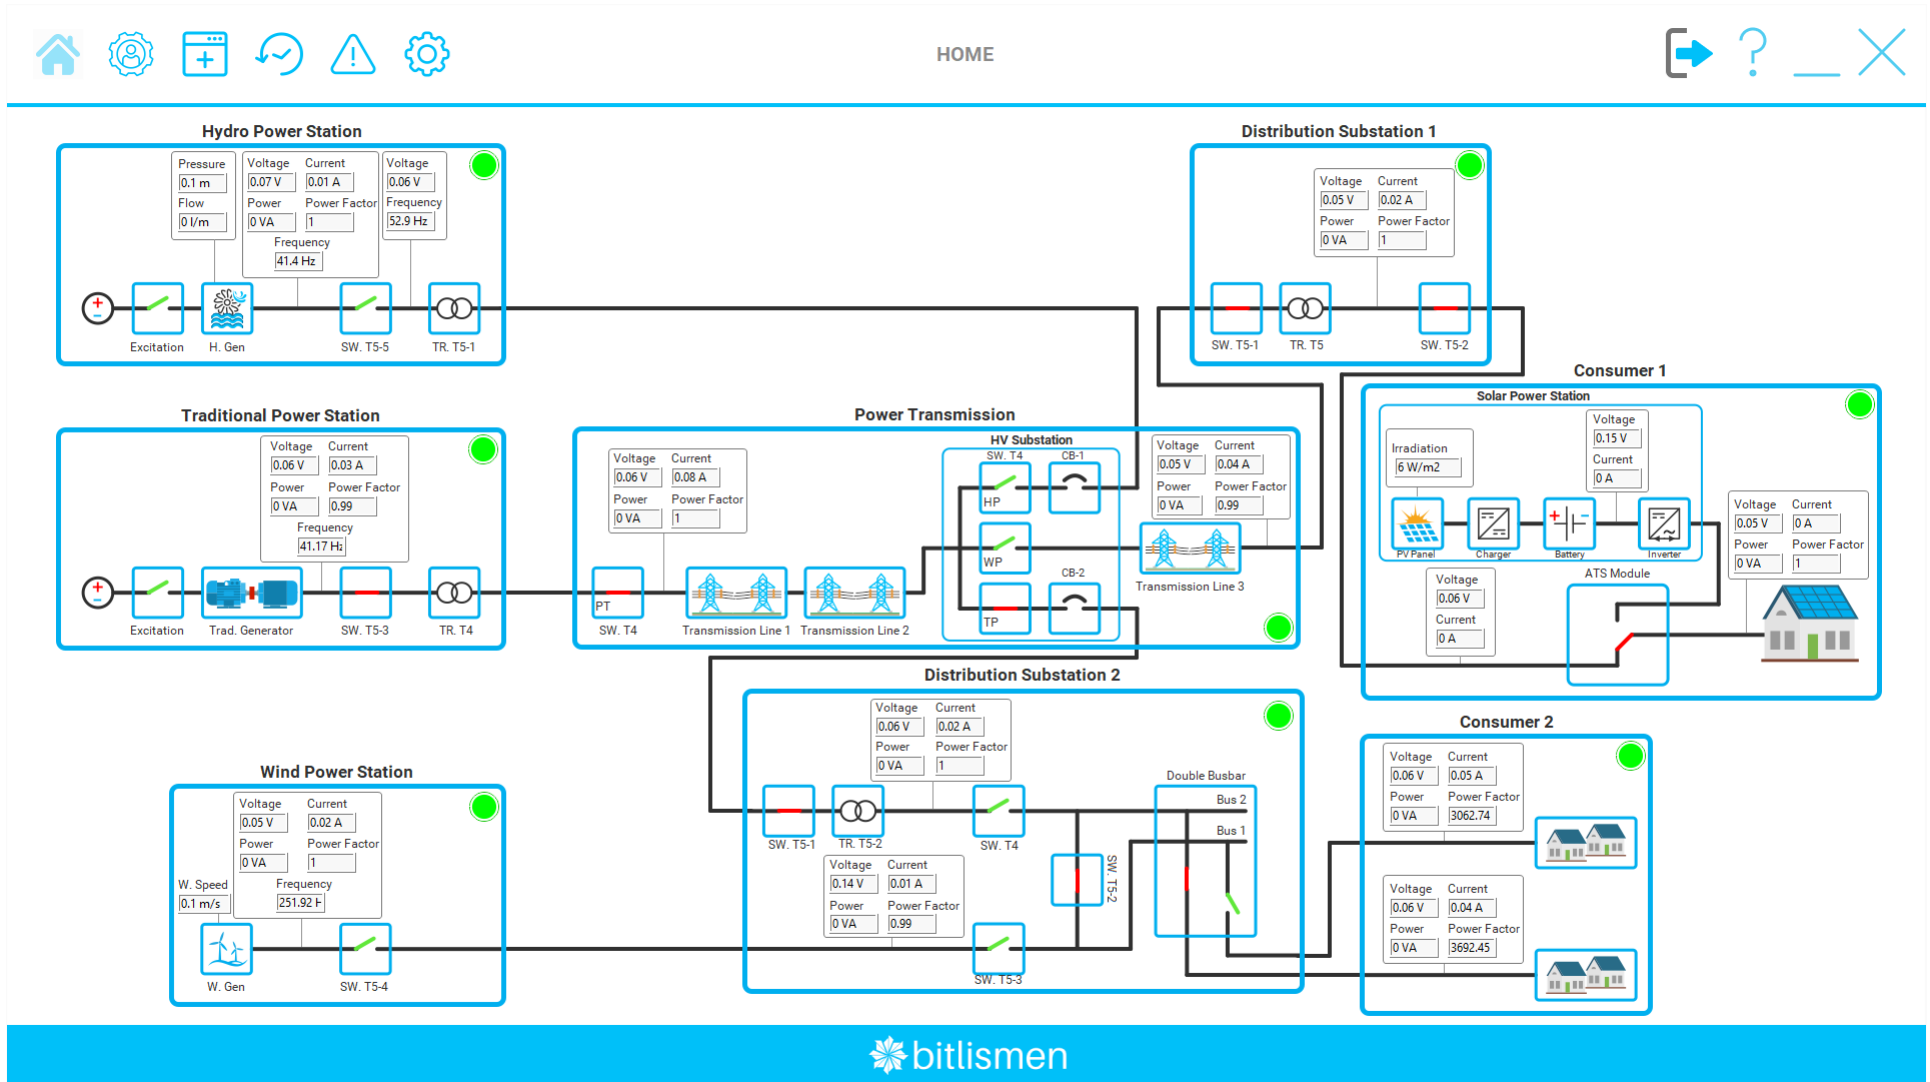 HOME
Hydro Power Station
Pressure
0.1 m
Flow
0 l/m
Voltage Current
0.07 V 0.01 A
Power Power Factor
0 VA 1
Frequency
41.4 Hz
Voltage
0.06 V
Frequency
52.9 Hz
Excitation H. Gen SW. T5-5 TR. T5-1
Distribution Substation 1
Voltage Current
0.05 V 0.02 A
Power Power Factor
0 VA 1
SW. T5-1 TR. T5 SW. T5-2
Traditional Power Station
Voltage Current
0.06 V 0.03 A
Power Power Factor
0 VA 0.99
Frequency
41.17 Hz
Excitation Trad. Generator SW. T5-3 TR. T4
Power Transmission
Voltage Current
0.06 V 0.08 A
Power Power Factor
0 VA 1
HV Substation
SW. T4 CB-1
HP
WP
CB-2
TP
Voltage Current
0.05 V 0.04 A
Power Power Factor
0 VA 0.99
PT
SW. T4 Transmission Line 1 Transmission Line 2
Transmission Line 3
Consumer 1
Solar Power Station
Irradiation
6 W/m2
Voltage
0.15 V
Current
0 A
PV Panel Charger Battery Inverter
Voltage Current
0.05 V 0 A
Power Power Factor
0 VA 1
Voltage
0.06 V
Current
0 A
ATS Module
Distribution Substation 2
Voltage Current
0.06 V 0.02 A
Power Power Factor
0 VA 1
SW. T5-1 TR. T5-2 SW. T4
Voltage Current
0.14 V 0.01 A
Power Power Factor
0 VA 0.99
SW. T5-2
SW. T5-3
Double Busbar
Bus 2
Bus 1
Consumer 2
Voltage Current
0.06 V 0.05 A
Power Power Factor
0 VA 3062.74
Voltage Current
0.06 V 0.04 A
Power Power Factor
0 VA 3692.45
Wind Power Station
Voltage Current
0.05 V 0.02 A
Power Power Factor
0 VA 1
Frequency
251.92 H
W. Speed
0.1 m/s
W. Gen SW. T5-4
bitlismen